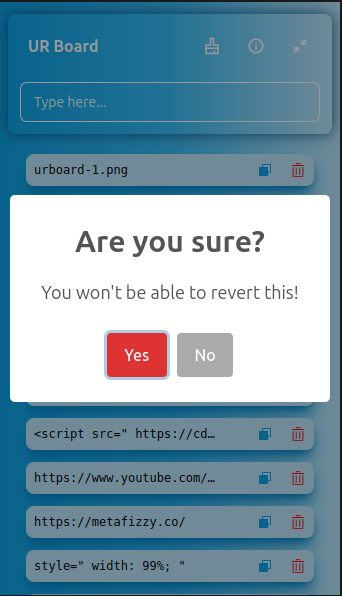 UR Board
Type here...
urboard-1.png
Are you sure?
You won't be able to revert this!
Yes
No
<script src=" https://cd…
https://www.youtube.com/…
https://metafizzy.co/
style=" width: 99%; "